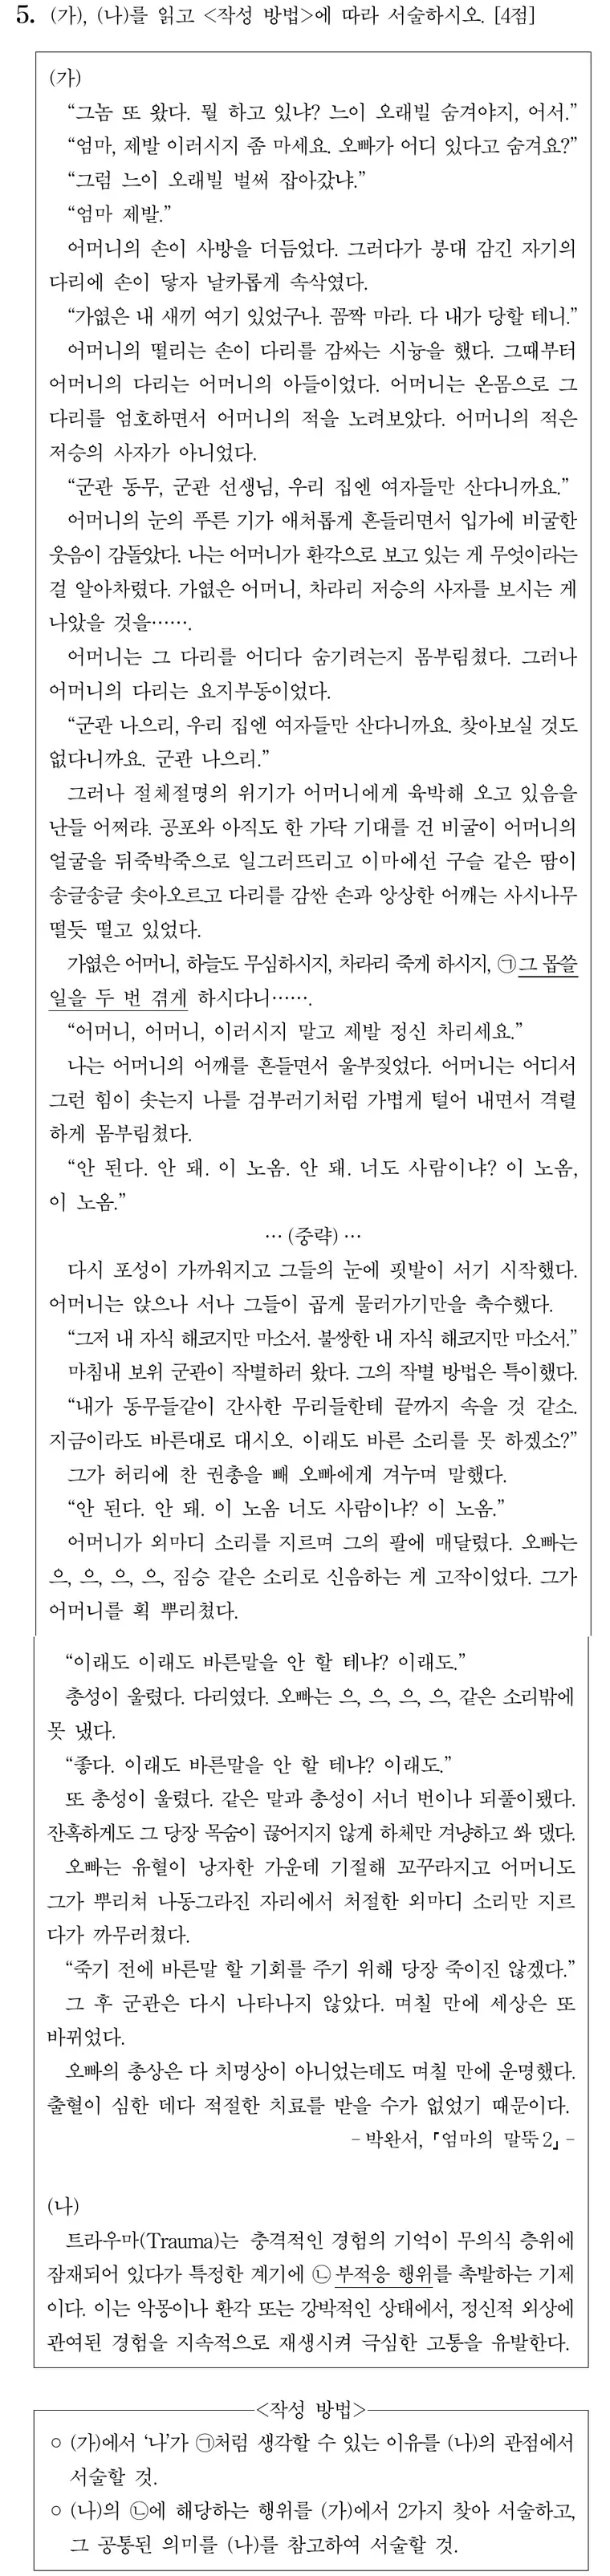 5. (가), (나)를 읽고 <작성 방법>에 따라 서술하시오. [4점]
(가)
“그놈 또 왔다. 뭘 하고 있냐? 느이 오래빌 숨겨야지, 어서.”
“엄마, 제발 이러시지 좀 마세요. 오빠가 어디 있다고 숨겨요?”
“그럼 느이 오래빌 벌써 잡아갔냐.”
“엄마 제발.”
어머니의 손이 사방을 더듬었다. 그러다가 붕대 감긴 자기의
다리에 손이 닿자 날카롭게 속삭였다.
“가엾은 내 새끼 여기 있었구나. 꼼짝 마라. 다 내가 당할 테니.”
어머니의 떨리는 손이 다리를 감싸는 시늉을 했다. 그때부터
어머니의 다리는 어머니의 아들이었다. 어머니는 온몸으로 그
다리를 엄호하면서 어머니의 적을 노려보았다. 어머니의 적은
저승의 사자가 아니었다.
“군관 동무, 군관 선생님, 우리 집엔 여자들만 산다니까요.”
어머니의 눈의 푸른 기가 애처롭게 흔들리면서 입가에 비굴한
웃음이 감돌았다. 나는 어머니가 환각으로 보고 있는 게 무엇이라는
걸 알아차렸다. 가엾은 어머니, 차라리 저승의 사자를 보시는 게
나았을 것을…….
어머니는 그 다리를 어디다 숨기려는지 몸부림쳤다. 그러나
어머니의 다리는 요지부동이었다.
“군관 나으리, 우리 집엔 여자들만 산다니까요. 찾아보실 것도
없다니까요. 군관 나으리.”
그러나 절체절명의 위기가 어머니에게 육박해 오고 있음을
난들 어쩌랴. 공포와 아직도 한 가닥 기대를 건 비굴이 어머니의
얼굴을 뒤죽박죽으로 일그러뜨리고 이마에선 구슬 같은 땀이
송글송글 솟아오르고 다리를 감싼 손과 앙상한 어깨는 사시나무
떨듯 떨고 있었다.
가엾은 어머니, 하늘도 무심하시지, 차라리 죽게 하시지, ㉠그 몹쓸
일을 두 번 겪게 하시다니…….
“어머니, 어머니, 이러시지 말고 제발 정신 차리세요.”
나는 어머니의 어깨를 흔들면서 울부짖었다. 어머니는 어디서
그런 힘이 솟는지 나를 검부러기처럼 가볍게 털어 내면서 격렬
하게 몸부림쳤다.
“안 된다. 안 돼. 이 노옴. 안 돼. 너도 사람이냐? 이 노옴,
이 노옴.”
… (중략) …
다시 포성이 가까워지고 그들의 눈에 핏발이 서기 시작했다.
어머니는 앉으나 서나 그들이 곱게 물러가기만을 축수했다.
“그저 내 자식 해코지만 마소서. 불쌍한 내 자식 해코지만 마소서.”
마침내 보위 군관이 작별하러 왔다. 그의 작별 방법은 특이했다.
“내가 동무들같이 간사한 무리들한테 끝까지 속을 것 같소.
지금이라도 바른대로 대시오. 이래도 바른 소리를 못 하겠소?”
그가 허리에 찬 권총을 빼 오빠에게 겨누며 말했다.
“안 된다. 안 돼. 이 노옴 너도 사람이냐? 이 노옴.”
어머니가 외마디 소리를 지르며 그의 팔에 매달렸다. 오빠는
으, 으, 으, 으, 짐승 같은 소리로 신음하는 게 고작이었다. 그가
어머니를 획 뿌리쳤다.
“이래도 이래도 바른말을 안 할 테냐? 이래도.”
총성이 울렸다. 다리였다. 오빠는 으, 으, 으, 으, 같은 소리밖에
못 냈다.
“좋다. 이래도 바른말을 안 할 테냐? 이래도.”
또 총성이 울렸다. 같은 말과 총성이 서너 번이나 되풀이됐다.
잔혹하게도 그 당장 목숨이 끊어지지 않게 하체만 겨냥하고 쏴 댔다.
오빠는 유혈이 낭자한 가운데 기절해 꼬꾸라지고 어머니도
그가 뿌리쳐 나동그라진 자리에서 처절한 외마디 소리만 지르
다가 까무러쳤다.
“죽기 전에 바른말 할 기회를 주기 위해 당장 죽이진 않겠다.”
그 후 군관은 다시 나타나지 않았다. 며칠 만에 세상은 또
바뀌었다.
오빠의 총상은 다 치명상이 아니었는데도 며칠 만에 운명했다.
출혈이 심한 데다 적절한 치료를 받을 수가 없었기 때문이다.
- 박완서, 『엄마의 말뚝 2』 -
(나)
트라우마(Trauma)는 충격적인 경험의 기억이 무의식 층위에
잠재되어 있다가 특정한 계기에 ㉡부적응 행위를 촉발하는 기제
이다. 이는 악몽이나 환각 또는 강박적인 상태에서, 정신적 외상에
관여된 경험을 지속적으로 재생시켜 극심한 고통을 유발한다.
<작성 방법>
○ (가)에서 ‘나’가 ㉠처럼 생각할 수 있는 이유를 (나)의 관점에서
서술할 것.
○ (나)의 ㉡에 해당하는 행위를 (가)에서 2가지 찾아 서술하고,
그 공통된 의미를 (나)를 참고하여 서술할 것.